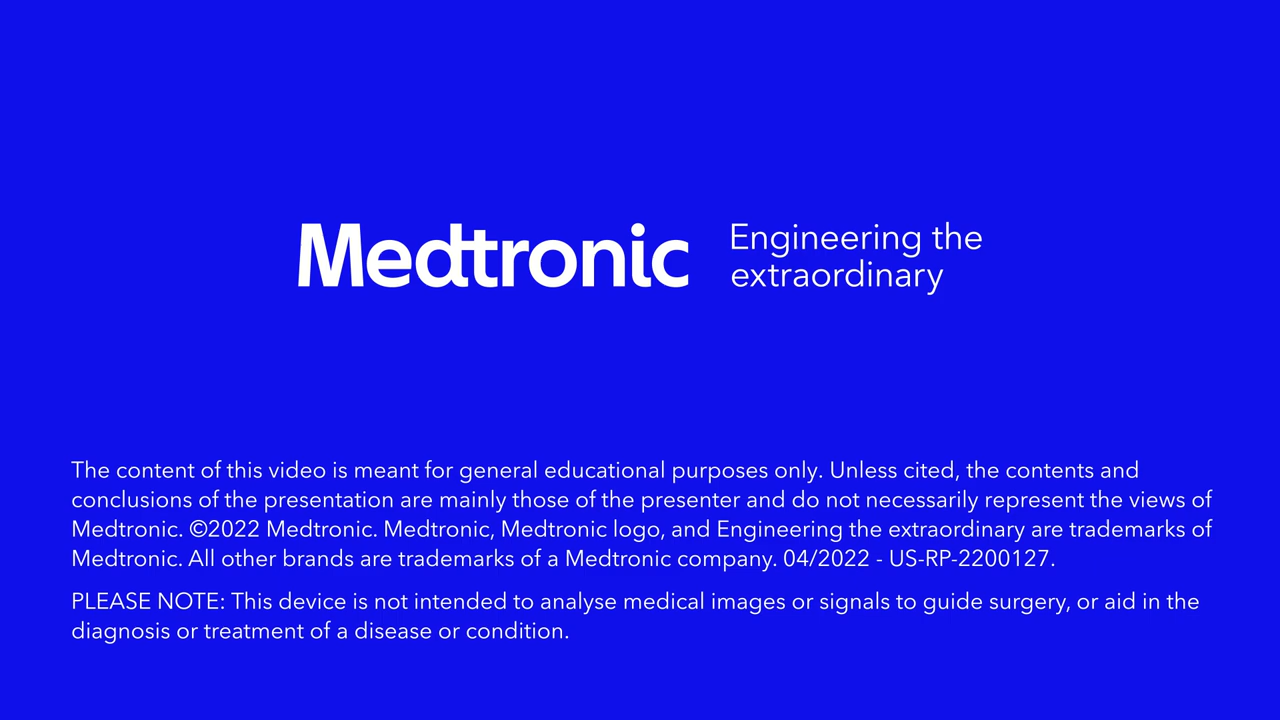 Medtronic
Engineering the
extraordinary
The content of this video is meant for general educational purposes only. Unless cited, the contents and
conclusions of the presentation are mainly those of the presenter and do not necessarily represent the views of
Medtronic. ©2022 Medtronic. Medtronic, Medtronic logo, and Engineering the extraordinary are trademarks of
Medtronic. All other brands are trademarks of a Medtronic company. 04/2022 - US-RP-2200127.
PLEASE NOTE: This device is not intended to analyse medical images or signals to guide surgery, or aid in the
diagnosis or treatment of a disease or condition.